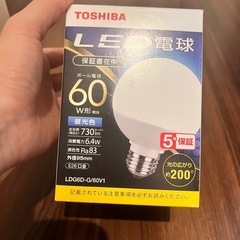 TOSHIBA
LED電球
保証書在中
ボール電球
60
W形相当
昼光色
全光束
730lm
消費電力
6.4W
演色性
Ra83
外径95mm
E26口金
5年保証
光の広がり
約200°
LDG6D-G/60V1